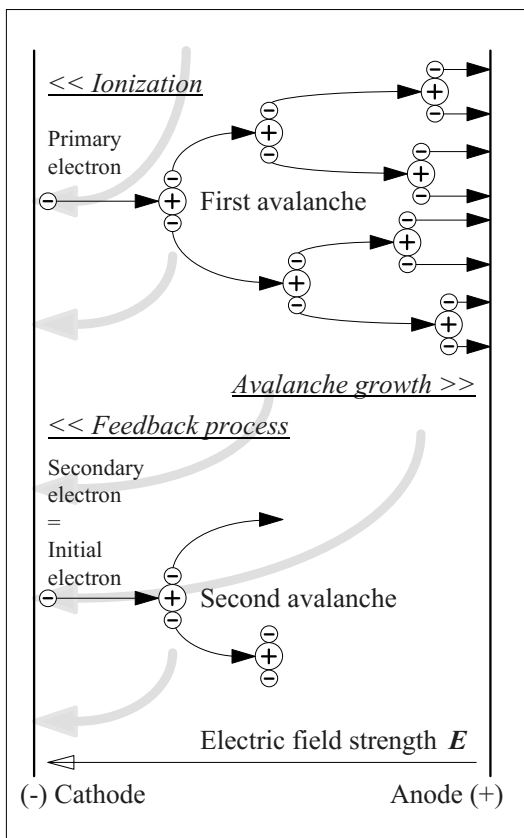 << Ionization
Primary
electron
First avalanche
Avalanche growth >>
<< Feedback process
Secondary
electron
=
Initial
electron
Second avalanche
Electric field strength E
(-) Cathode
Anode (+)